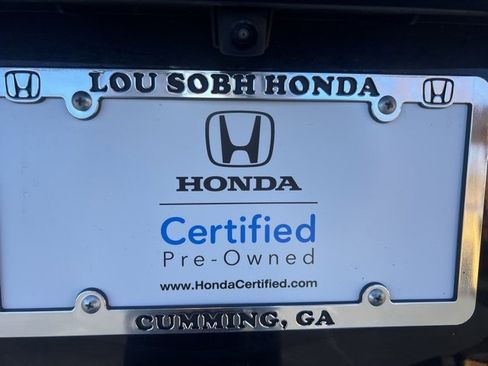 LOU SOBH HONDA
HONDA
Certified
Pre-Owned
www.HondaCertified.com
CUMMING, GA